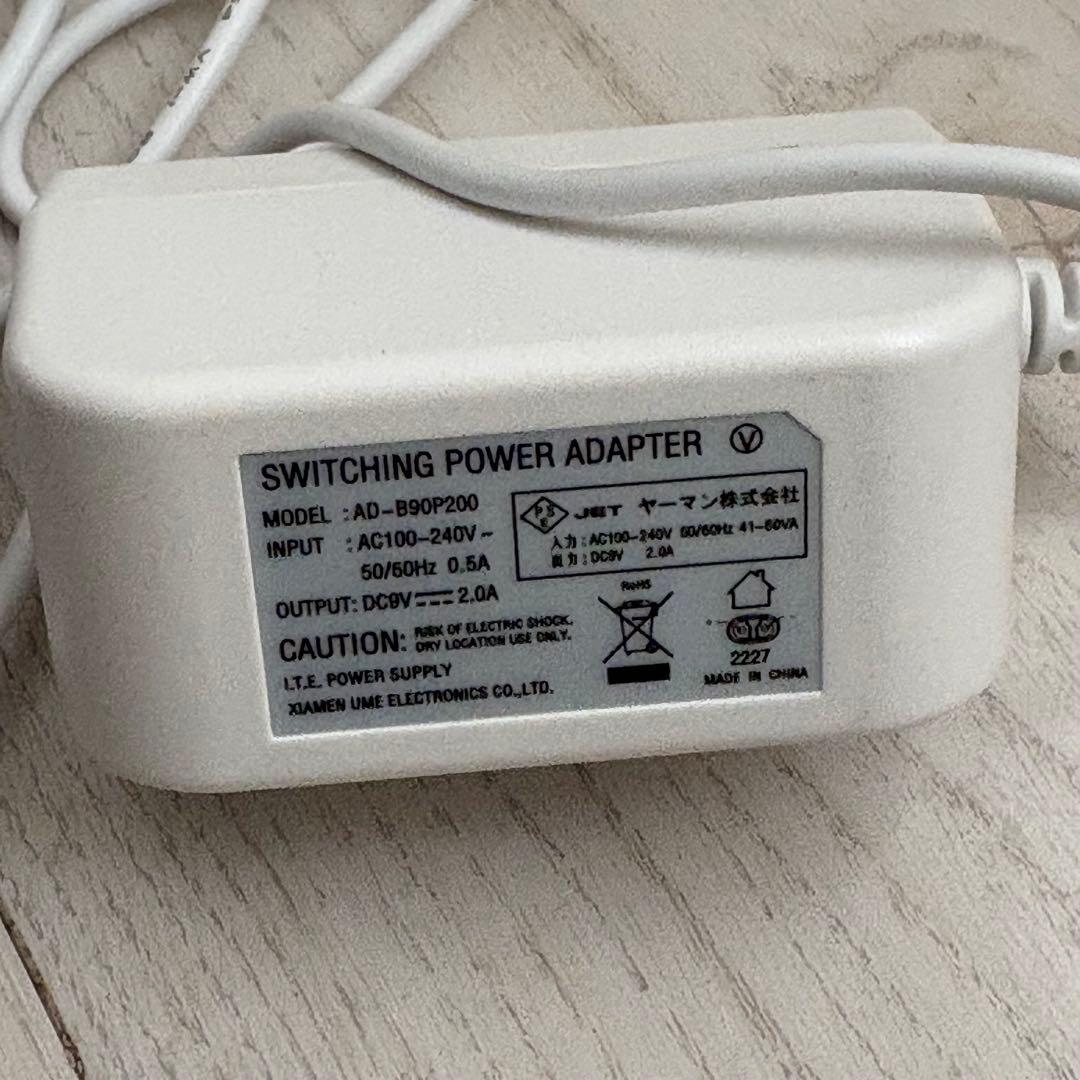 SWITCHING POWER ADAPTER Ⓥ
MODEL :AD-B90P200
INPUT :AC100-240V~
50/60Hz 0.5A
OUTPUT:DC9V⎓2.0A
CAUTION: RISK OF ELECTRIC SHOCK.
DRY LOCATION USE ONLY.
I.T.E. POWER SUPPLY
XIAMEN UME ELECTRONICS CO.,LTD.
PSE JET ヤーマン株式会社
入力:AC100-240V 50/60Hz 41-60VA
出力:DC9V 2.0A
RoHS
VI
2227
MADE IN CHINA